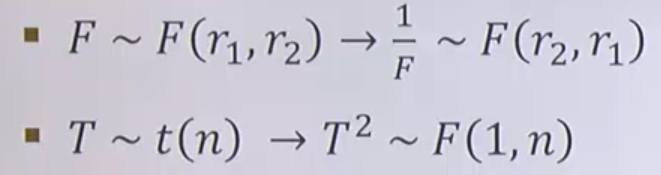 ▪ F ~ F(r₁, r₂) → 1/F ~ F(r₂, r₁)
▪ T ~ t(n) → T² ~ F(1, n)